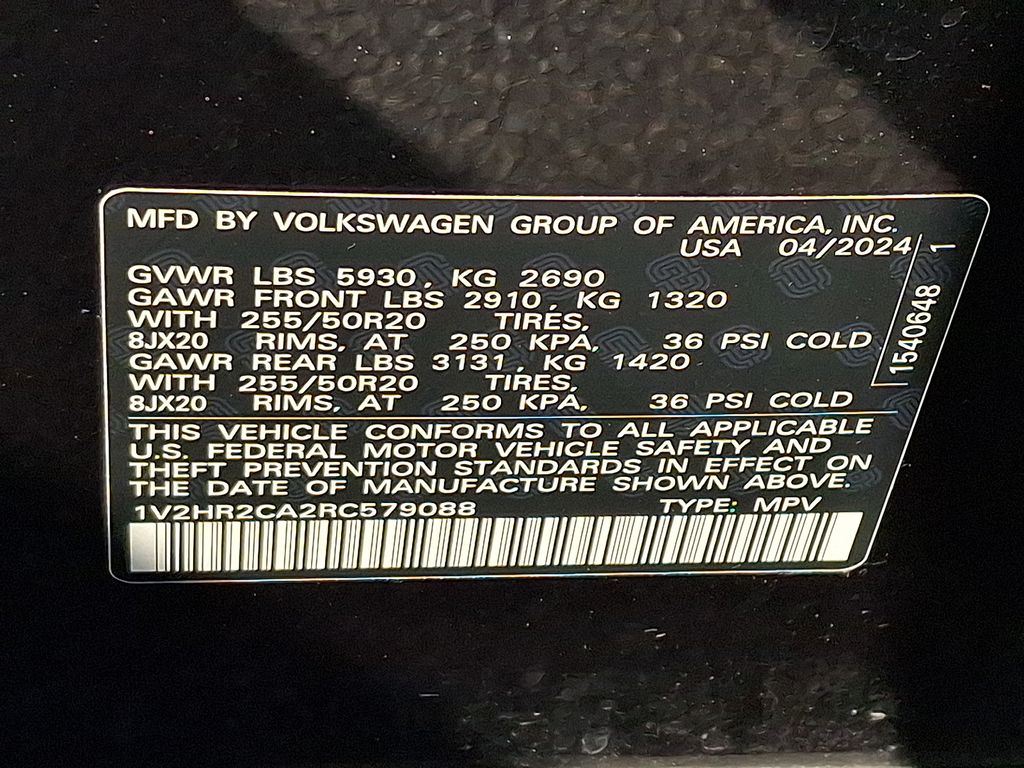 MFD BY VOLKSWAGEN GROUP OF AMERICA, INC.
USA 04/2024
GVWR LBS 5930, KG 2690
GAWR FRONT LBS 2910, KG 1320
WITH 255/50R20 TIRES,
8JX20 RIMS, AT 250 KPA, 36 PSI COLD
GAWR REAR LBS 3131, KG 1420
WITH 255/50R20 TIRES,
8JX20 RIMS, AT 250 KPA, 36 PSI COLD
THIS VEHICLE CONFORMS TO ALL APPLICABLE
U.S. FEDERAL MOTOR VEHICLE SAFETY AND
THEFT PREVENTION STANDARDS IN EFFECT ON
THE DATE OF MANUFACTURE SHOWN ABOVE.
1V2HR2CA2RC579088 TYPE: MPV
1540648 1